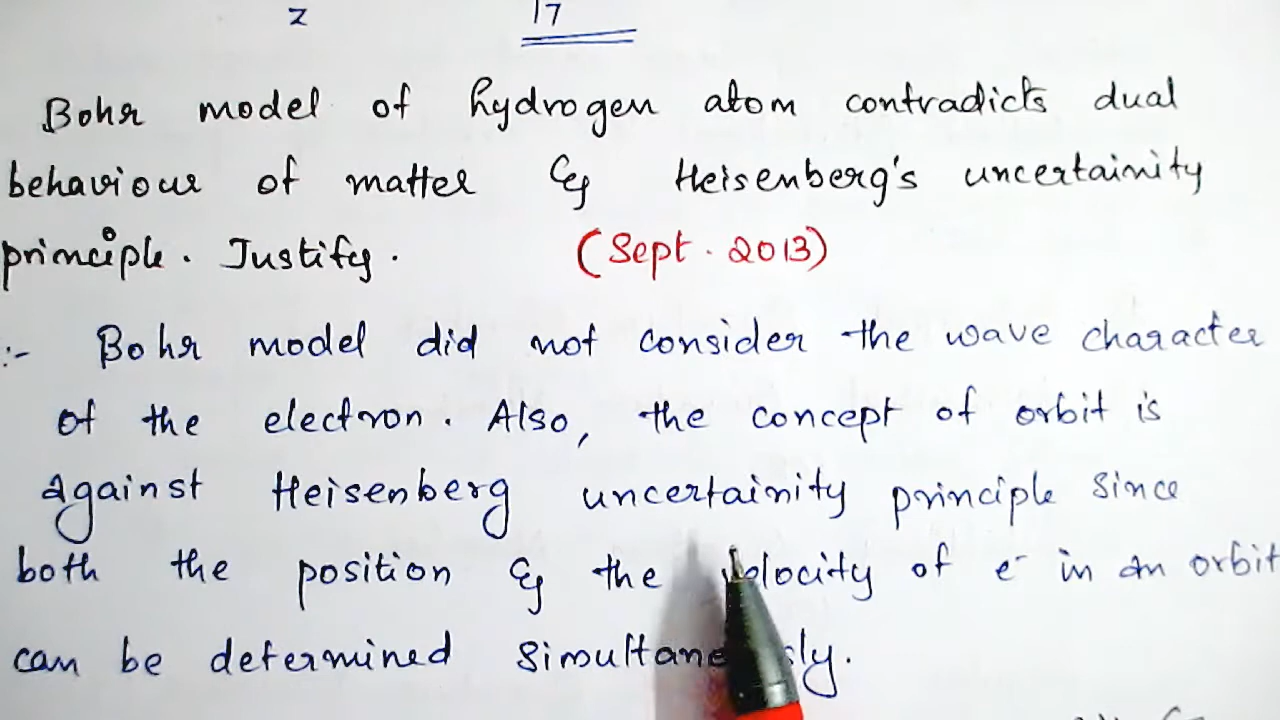 z 17
Bohr model of hydrogen atom contradicts dual
behaviour of matter & Heisenberg's uncertainity
principle. Justify. (Sept. 2013)
:- Bohr model did not consider the wave character
of the electron. Also, the concept of orbit is
against Heisenberg uncertainity principle since
both the position & the velocity of e⁻ in an orbit
can be determined simultaneously.